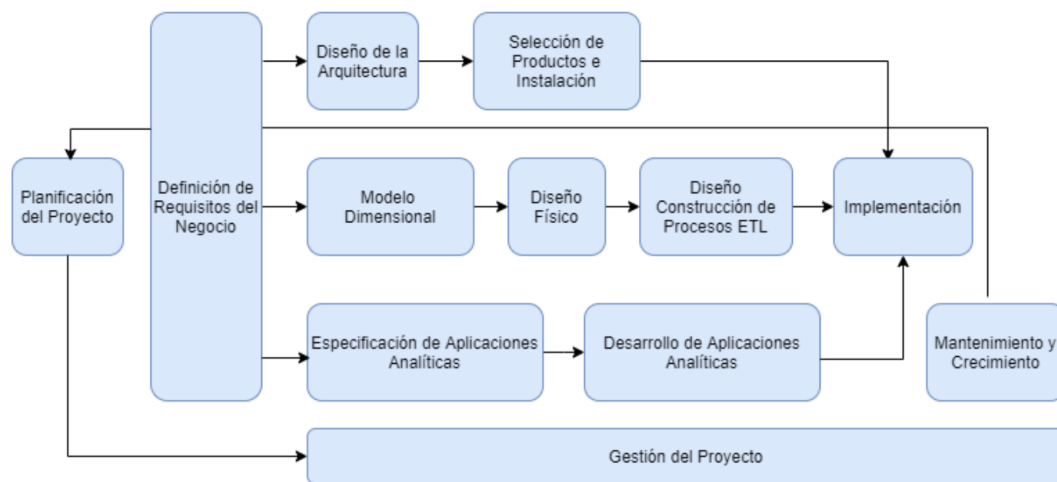 Diseño de la
Arquitectura
Selección de
Productos e
Instalación
Planificación
del Proyecto
Definición de
Requisitos del
Negocio
Modelo
Dimensional
Diseño
Físico
Diseño
Construcción de
Procesos ETL
Implementación
Especificación de Aplicaciones
Analíticas
Desarrollo de Aplicaciones
Analíticas
Mantenimiento y
Crecimiento
Gestión del Proyecto